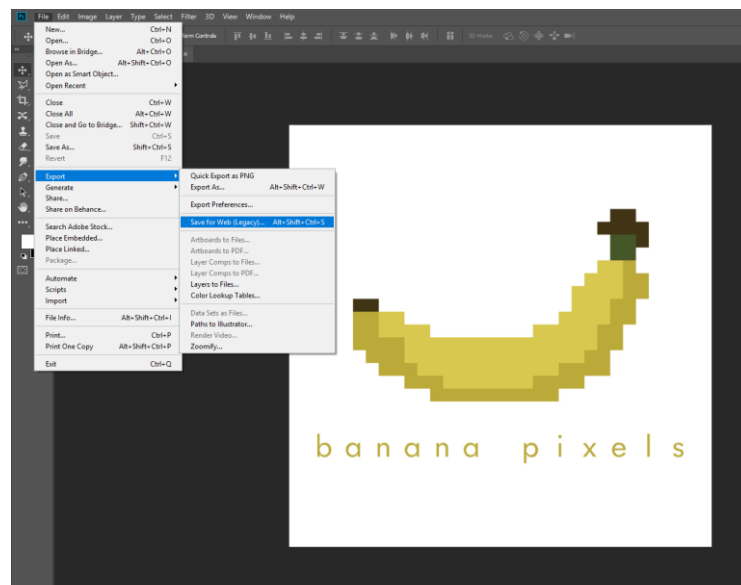 Ps File Edit Image Layer Type Select Filter 3D View Window Help
form Controls 3D Mode:
New... Ctrl+N
Open... Ctrl+O
Browse in Bridge... Alt+Ctrl+O
Open As... Alt+Shift+Ctrl+O
Open as Smart Object...
Open Recent
Close Ctrl+W
Close All Alt+Ctrl+W
Close and Go to Bridge... Shift+Ctrl+W
Save Ctrl+S
Save As... Shift+Ctrl+S
Revert F12
Export
Generate
Share...
Share on Behance...
Search Adobe Stock...
Place Embedded...
Place Linked...
Package...
Automate
Scripts
Import
File Info... Alt+Shift+Ctrl+I
Print... Ctrl+P
Print One Copy Alt+Shift+Ctrl+P
Exit Ctrl+Q
Quick Export as PNG
Export As... Alt+Shift+Ctrl+W
Export Preferences...
Save for Web (Legacy)... Alt+Shift+Ctrl+S
Artboards to Files...
Artboards to PDF...
Layer Comps to Files...
Layer Comps to PDF...
Layers to Files...
Color Lookup Tables...
Data Sets as Files...
Paths to Illustrator...
Render Video...
Zoomify...
banana pixels